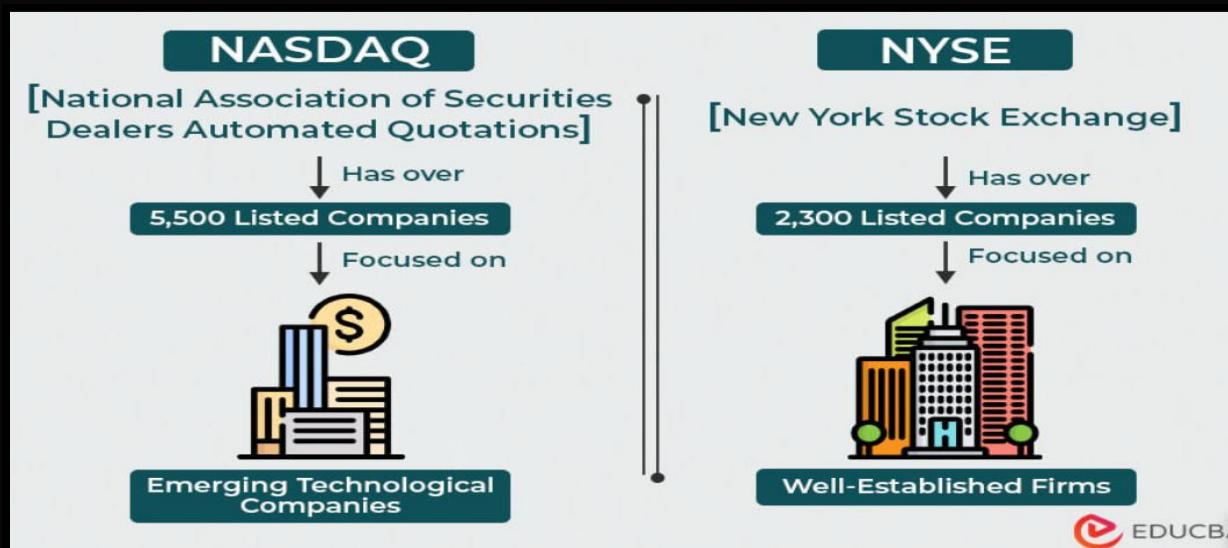 NASDAQ
[National Association of Securities
Dealers Automated Quotations]
Has over
5,500 Listed Companies
Focused on
Emerging Technological
Companies
NYSE
[New York Stock Exchange]
Has over
2,300 Listed Companies
Focused on
Well-Established Firms
EDUCB